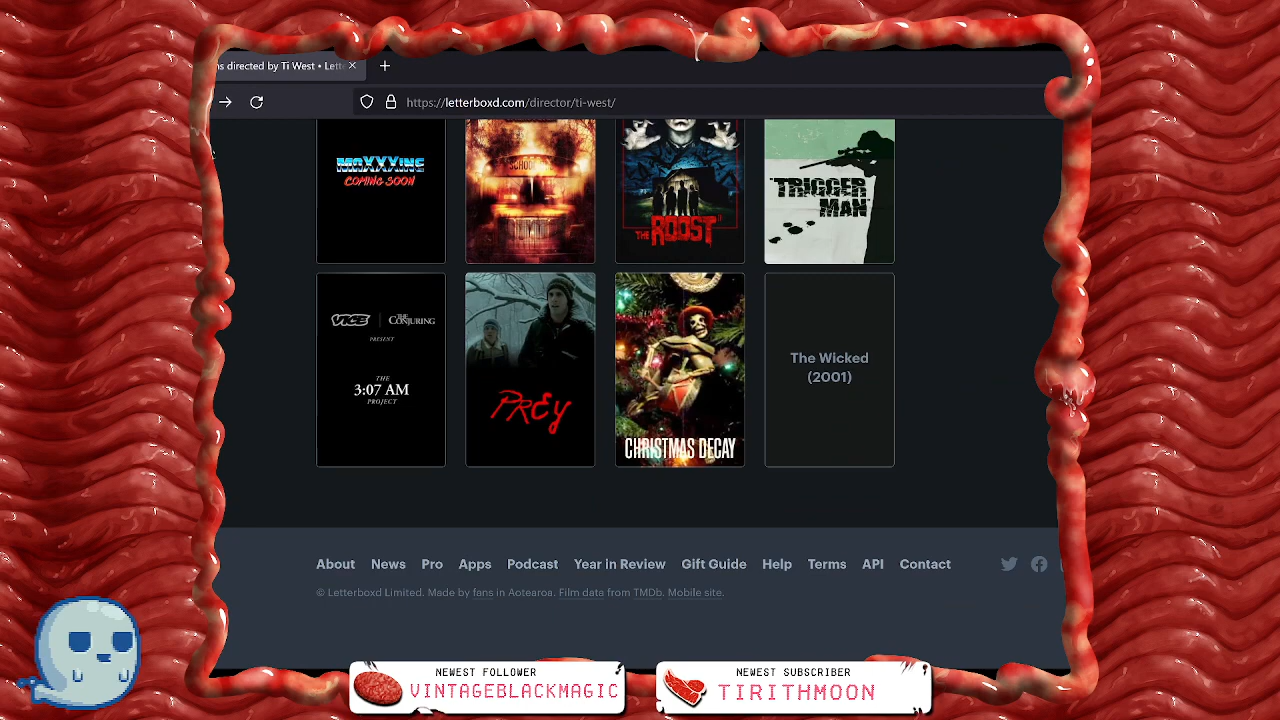 ns directed by Ti West • Lette
https://letterboxd.com/director/ti-west/
MaXXXine
COMING SOON
SCHOOL
THE ROOST
TRIGGER
MAN
VICE | THE CONJURING
PRESENT
THE
3:07 AM
PROJECT
PREY
CHRISTMAS DECAY
The Wicked
(2001)
About News Pro Apps Podcast Year in Review Gift Guide Help Terms API Contact
© Letterboxd Limited. Made by fans in Aotearoa. Film data from TMDb. Mobile site.
NEWEST FOLLOWER
VINTAGEBLACKMAGIC
NEWEST SUBSCRIBER
TIRITHMOON